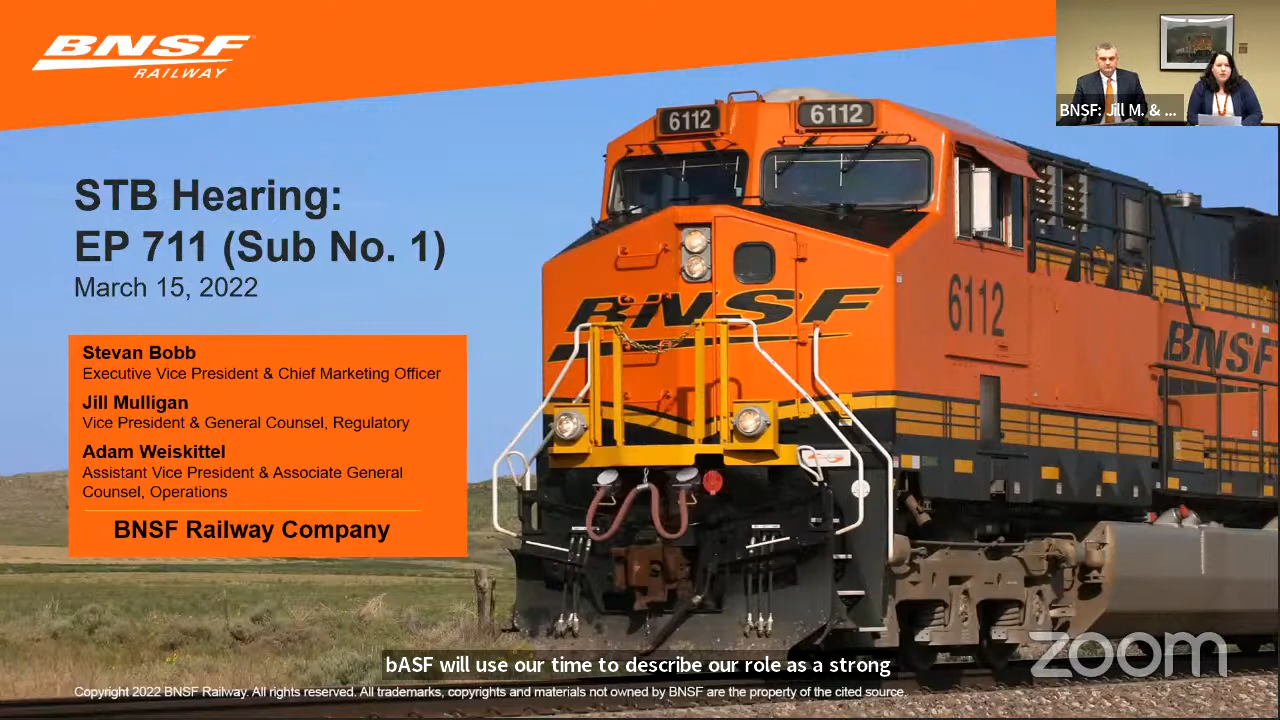 BNSF
RAILWAY
STB Hearing:
EP 711 (Sub No. 1)
March 15, 2022
Stevan Bobb
Executive Vice President & Chief Marketing Officer
Jill Mulligan
Vice President & General Counsel, Regulatory
Adam Weiskittel
Assistant Vice President & Associate General
Counsel, Operations
BNSF Railway Company
6112
6112
BNSF
6112
BNSF
BNSF: Jill M. & ...
bASF will use our time to describe our role as a strong
zoom
Copyright 2022 BNSF Railway. All rights reserved. All trademarks, copyrights and materials not owned by BNSF are the property of the cited source.